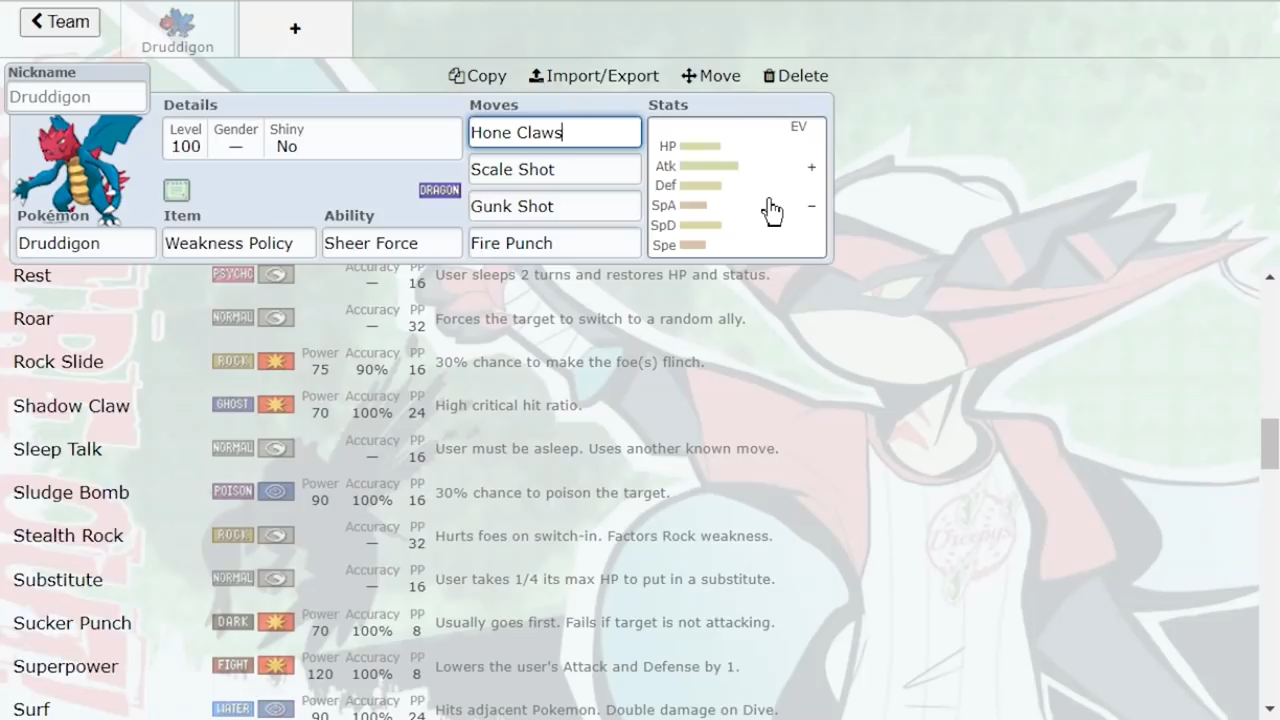 Team
Druddigon
+
Nickname
Druddigon
Copy Import/Export Move Delete
Details
Level Gender Shiny
100 — No
DRAGON
Pokémon Item Ability
Druddigon Weakness Policy Sheer Force
Moves
Hone Claws
Scale Shot
Gunk Shot
Fire Punch
Stats
EV
HP
Atk +
Def
SpA −
SpD
Spe
Rest PSYCHC Accuracy — PP 16 User sleeps 2 turns and restores HP and status.
Roar NORMAL Accuracy — PP 32 Forces the target to switch to a random ally.
Rock Slide ROCK Power 75 Accuracy 90% PP 16 30% chance to make the foe(s) flinch.
Shadow Claw GHOST Power 70 Accuracy 100% PP 24 High critical hit ratio.
Sleep Talk NORMAL Accuracy — PP 16 User must be asleep. Uses another known move.
Sludge Bomb POISON Power 90 Accuracy 100% PP 16 30% chance to poison the target.
Stealth Rock ROCK Accuracy — PP 32 Hurts foes on switch-in. Factors Rock weakness.
Substitute NORMAL Accuracy — PP 16 User takes 1/4 its max HP to put in a substitute.
Sucker Punch DARK Power 70 Accuracy 100% PP 8 Usually goes first. Fails if target is not attacking.
Superpower FIGHT Power 120 Accuracy 100% PP 8 Lowers the user's Attack and Defense by 1.
Surf WATER Power 90 Accuracy 100% PP 24 Hits adjacent Pokemon. Double damage on Dive.